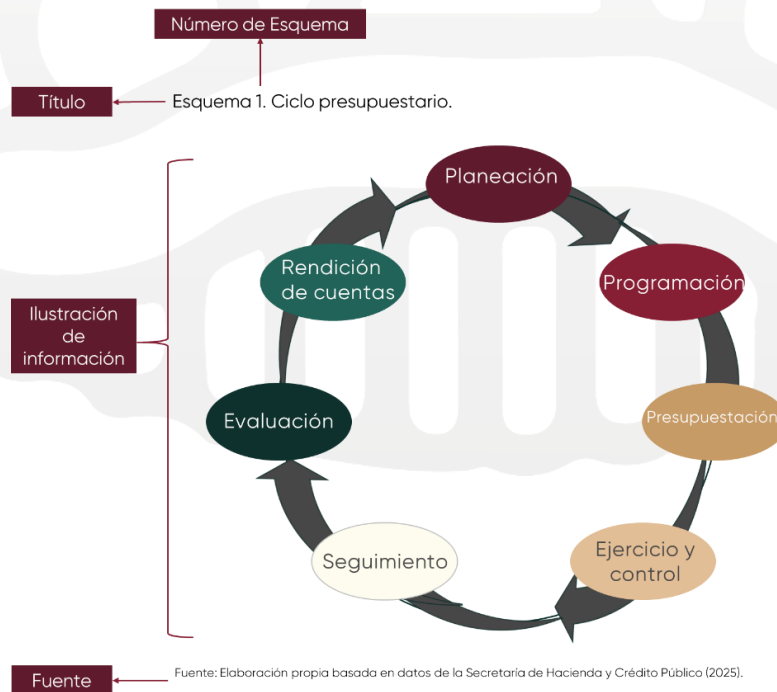 Número de Esquema
Título
Esquema 1. Ciclo presupuestario.
Planeación
Rendición
de cuentas
Programación
Ilustración
de
información
Evaluación
Presupuestación
Seguimiento
Ejercicio y
control
Fuente
Fuente: Elaboración propia basada en datos de la Secretaría de Hacienda y Crédito Público (2025).